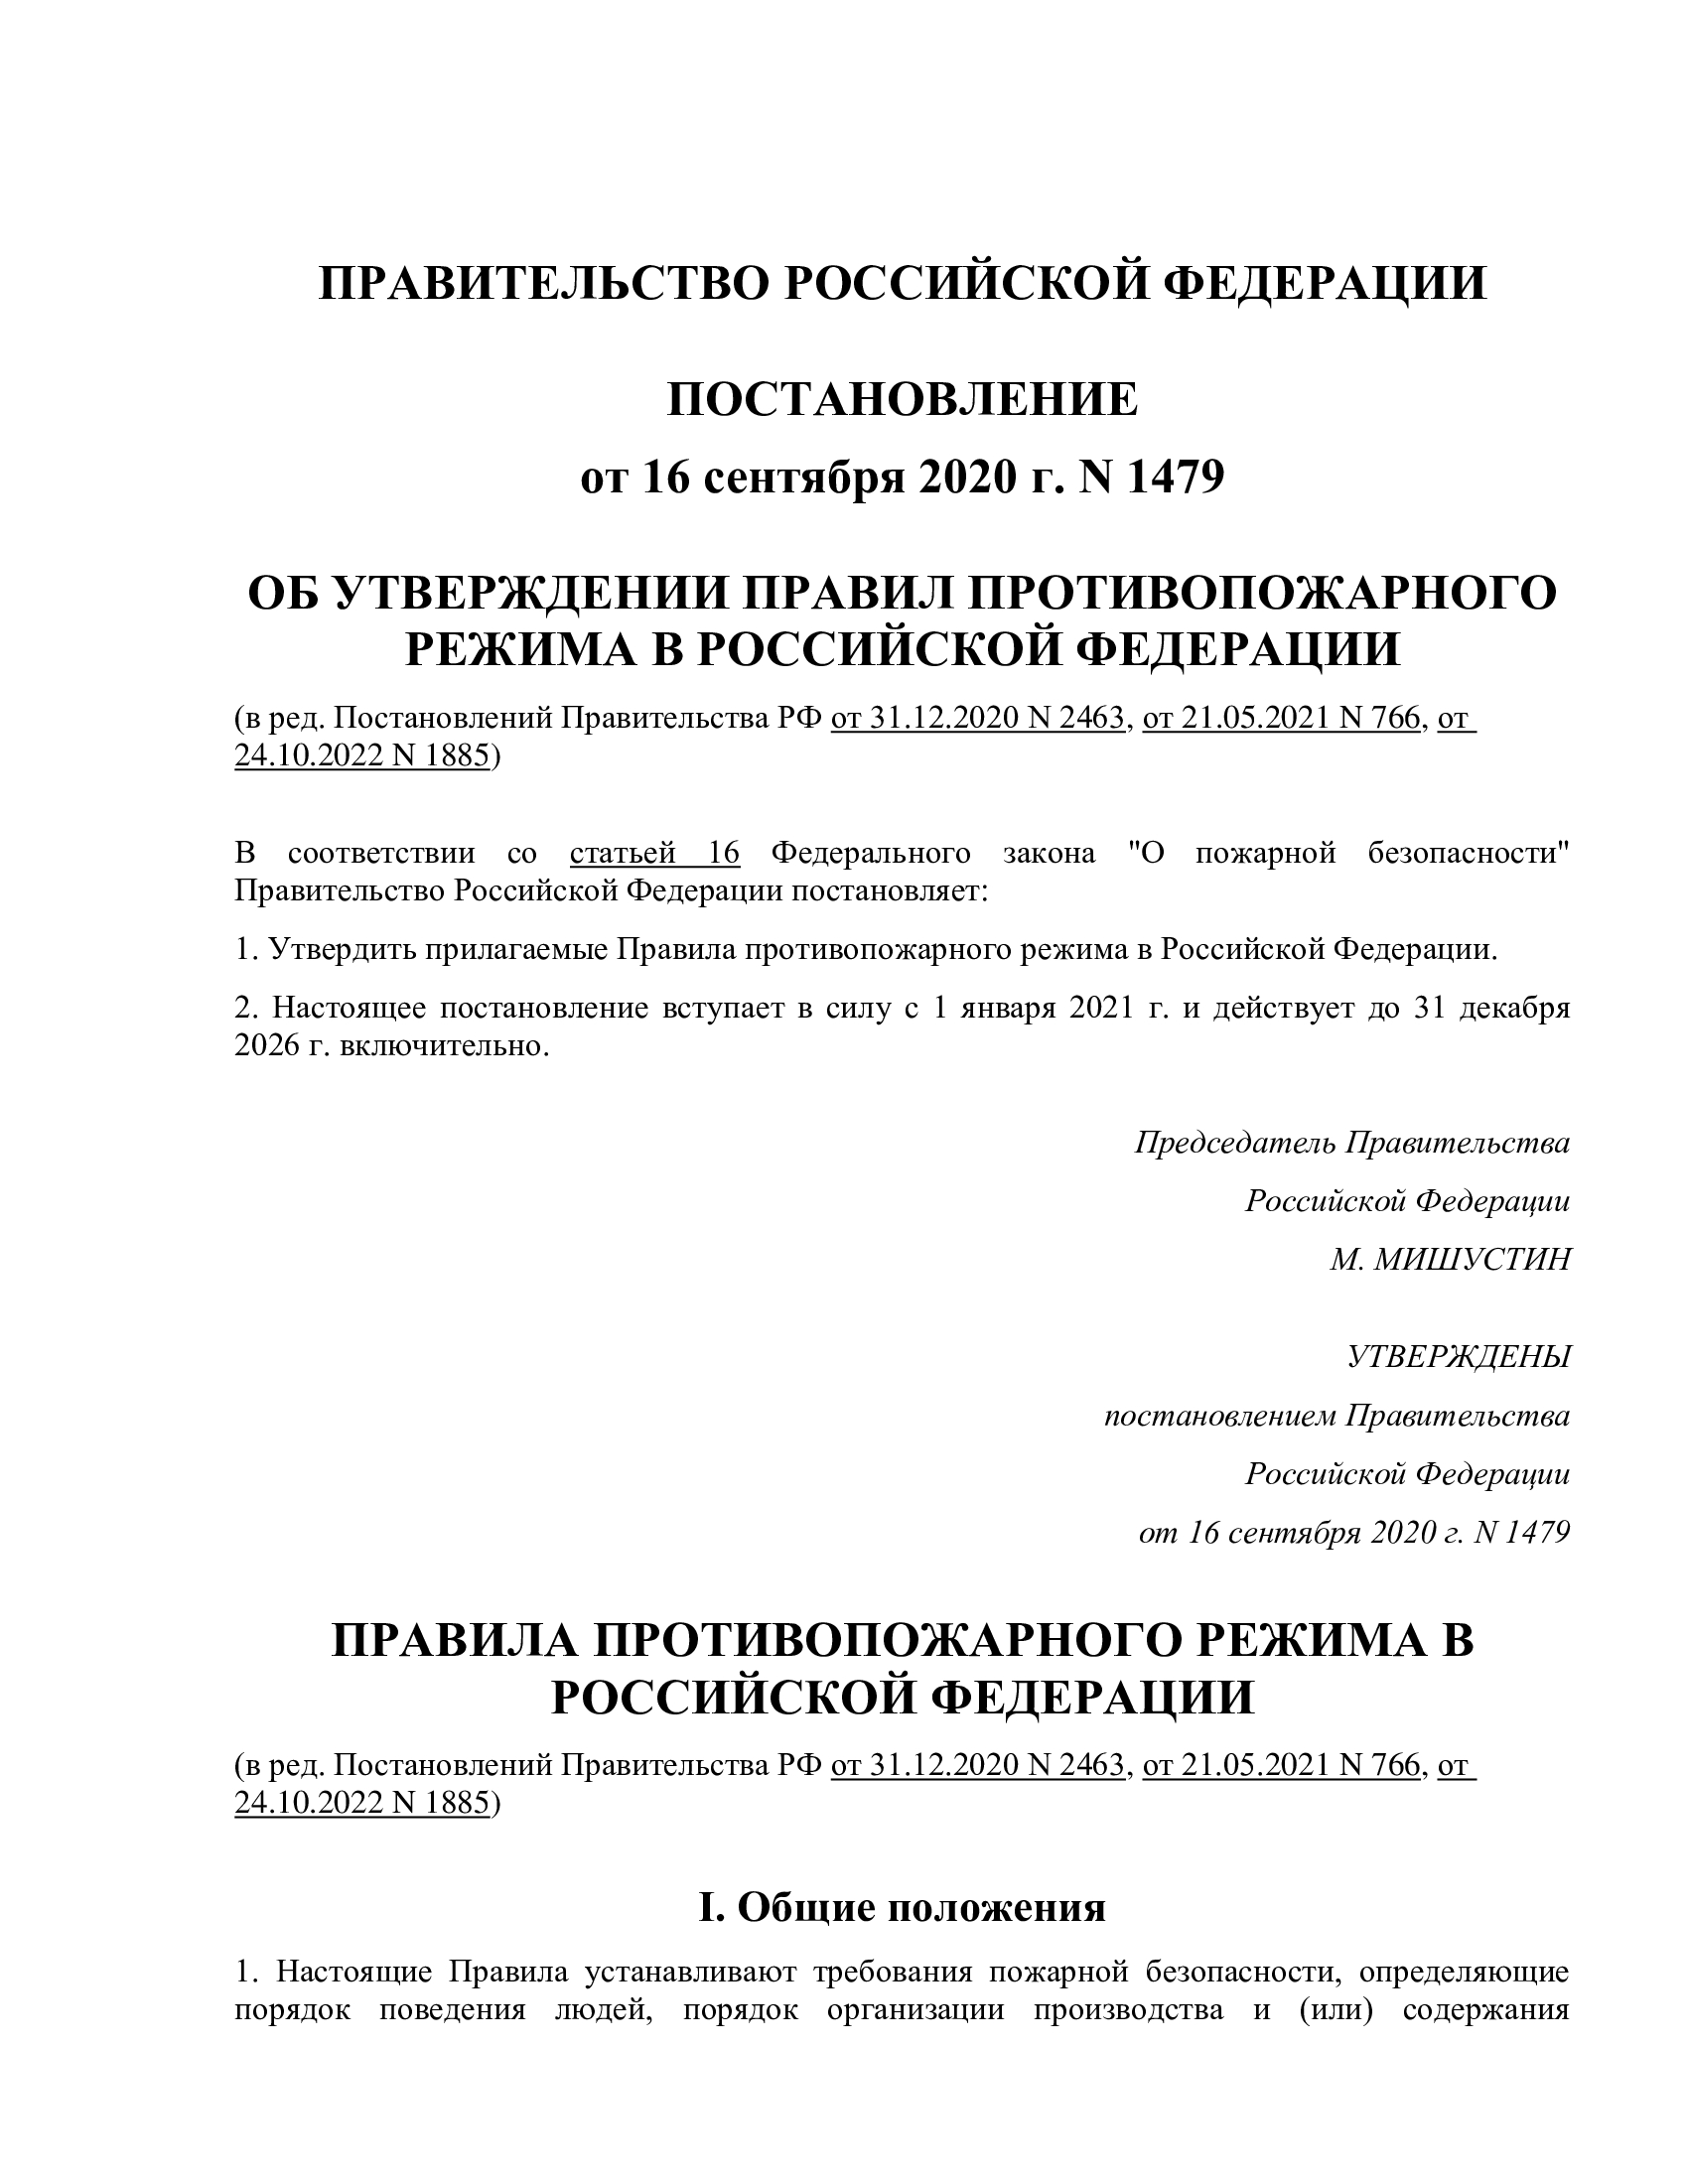 ПРАВИТЕЛЬСТВО РОССИЙСКОЙ ФЕДЕРАЦИИ
ПОСТАНОВЛЕНИЕ
от 16 сентября 2020 г. N 1479
ОБ УТВЕРЖДЕНИИ ПРАВИЛ ПРОТИВОПОЖАРНОГО
РЕЖИМА В РОССИЙСКОЙ ФЕДЕРАЦИИ
(в ред. Постановлений Правительства РФ от 31.12.2020 N 2463, от 21.05.2021 N 766, от
24.10.2022 N 1885)
В соответствии со статьей 16 Федерального закона "О пожарной безопасности"
Правительство Российской Федерации постановляет:
1. Утвердить прилагаемые Правила противопожарного режима в Российской Федерации.
2. Настоящее постановление вступает в силу с 1 января 2021 г. и действует до 31 декабря
2026 г. включительно.
Председатель Правительства
Российской Федерации
М. МИШУСТИН
УТВЕРЖДЕНЫ
постановлением Правительства
Российской Федерации
от 16 сентября 2020 г. N 1479
ПРАВИЛА ПРОТИВОПОЖАРНОГО РЕЖИМА В
РОССИЙСКОЙ ФЕДЕРАЦИИ
(в ред. Постановлений Правительства РФ от 31.12.2020 N 2463, от 21.05.2021 N 766, от
24.10.2022 N 1885)
I. Общие положения
1. Настоящие Правила устанавливают требования пожарной безопасности, определяющие
порядок поведения людей, порядок организации производства и (или) содержания